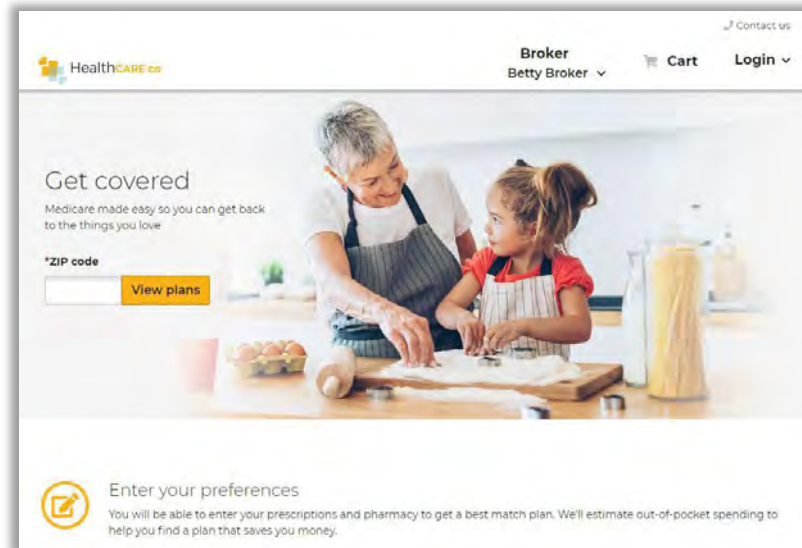 Contact us
HealthCARE co
Broker
Betty Broker
Cart
Login
Get covered
Medicare made easy so you can get back
to the things you love
*ZIP code
View plans
Enter your preferences
You will be able to enter your prescriptions and pharmacy to get a best match plan. We'll estimate out-of-pocket spending to
help you find a plan that saves you money.